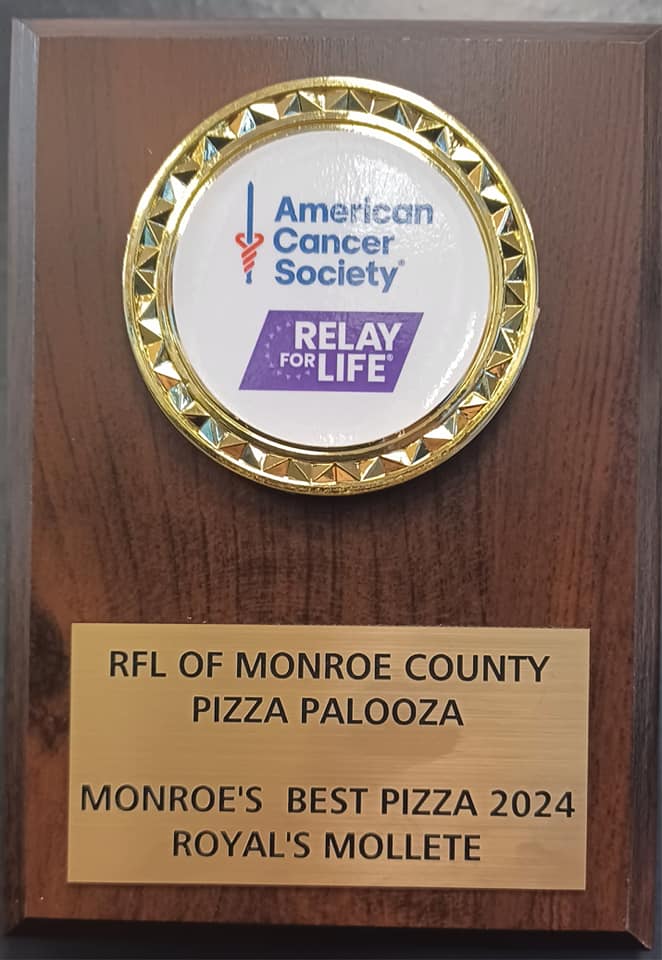 American
Cancer
Society®
RELAY
FOR LIFE®
RFL OF MONROE COUNTY
PIZZA PALOOZA
MONROE'S BEST PIZZA 2024
ROYAL'S MOLLETE